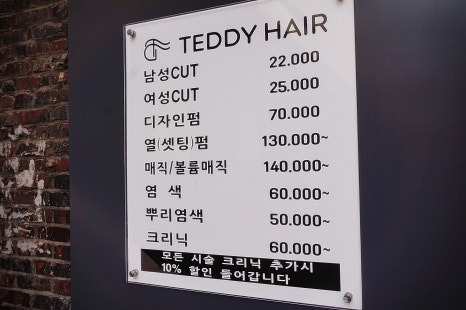 TEDDY HAIR
남성CUT 22.000
여성CUT 25.000
디자인펌 70.000
열(셋팅)펌 130.000~
매직/볼륨매직 140.000~
염 색 60.000~
뿌리염색 50.000~
크리닉 60.000~
모든 시술 크리닉 추가시
10% 할인 들어갑니다